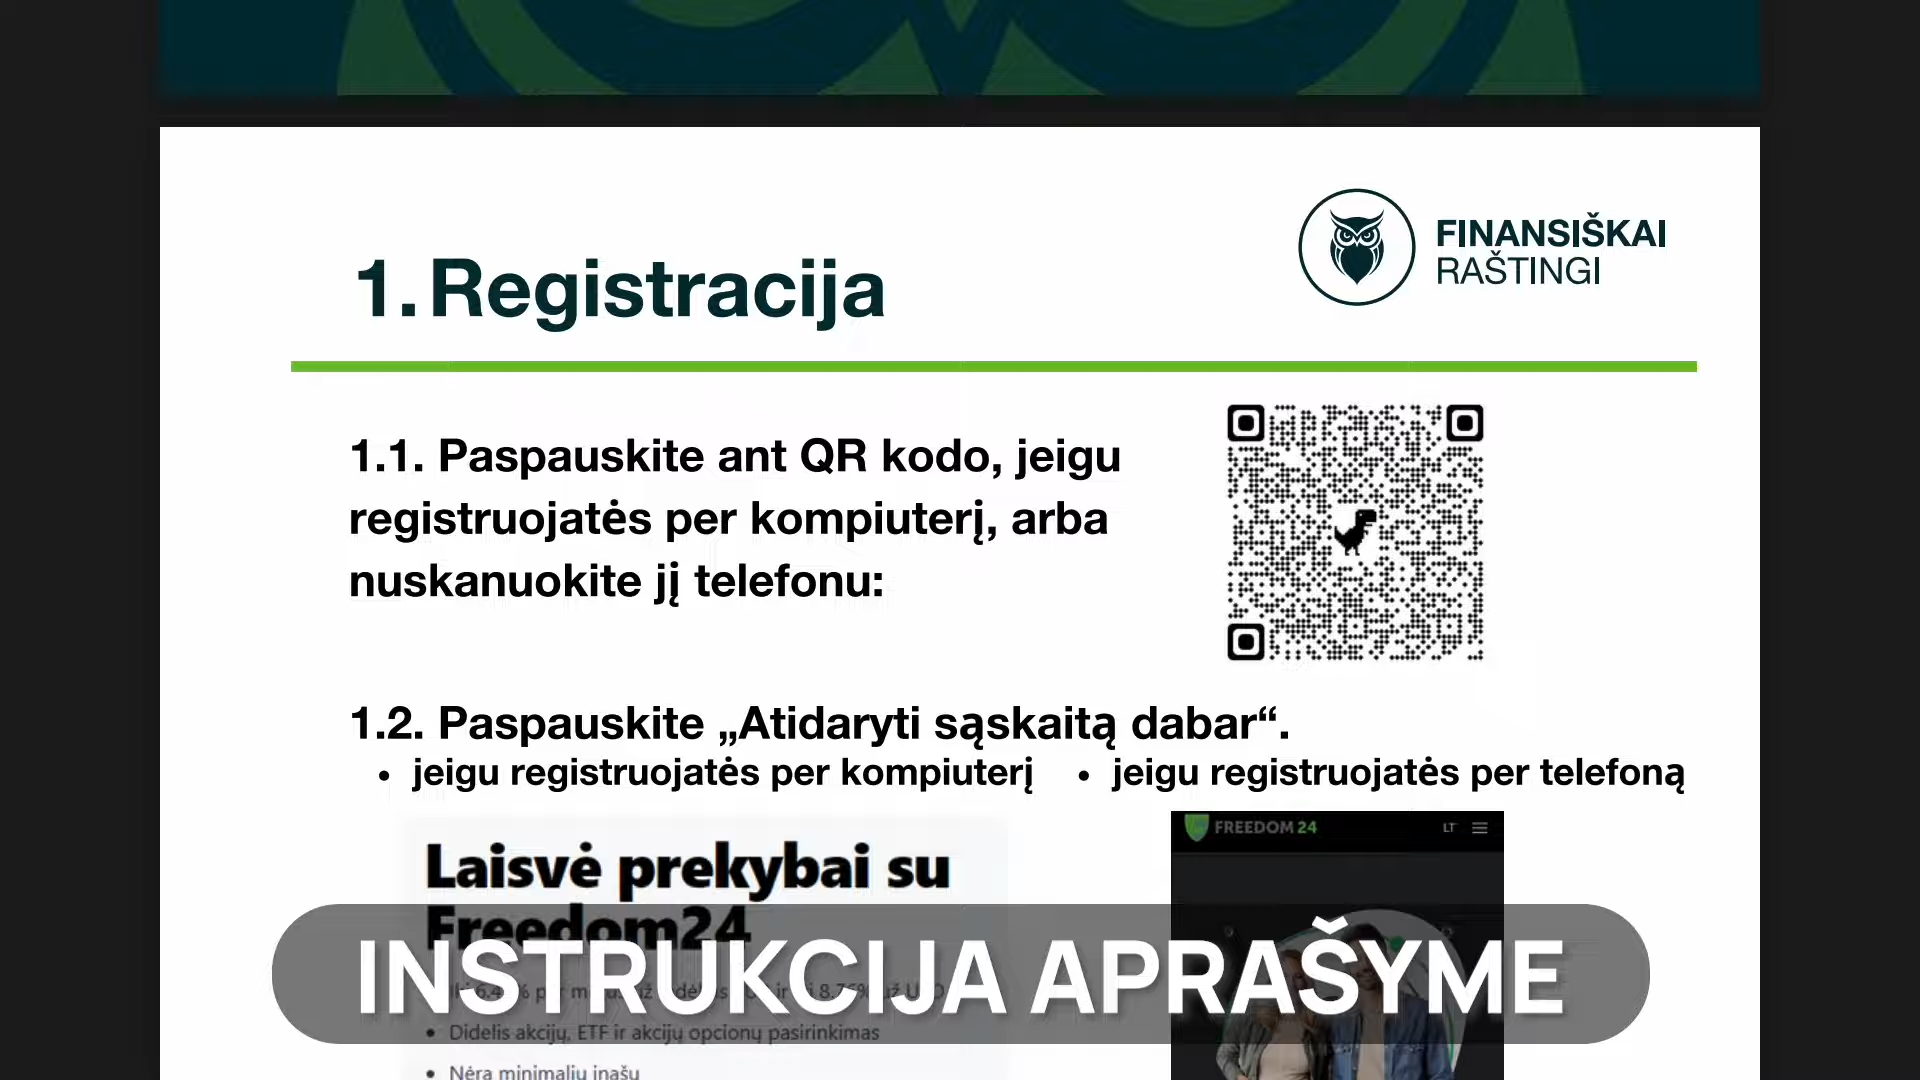 FINANSIŠKAI
RAŠTINGI
1. Registracija
1.1. Paspauskite ant QR kodo, jeigu
registruojatės per kompiuterį, arba
nuskanuokite jį telefonu:
1.2. Paspauskite „Atidaryti sąskaitą dabar“.
• jeigu registruojatės per kompiuterį
• jeigu registruojatės per telefoną
Laisvė prekybai su
Freedom24
FREEDOM 24
LT
INSTRUKCIJA APRAŠYME
• Didelis akcijų, ETF ir akcijų opcionų pasirinkimas
• Nėra minimalių įnašų